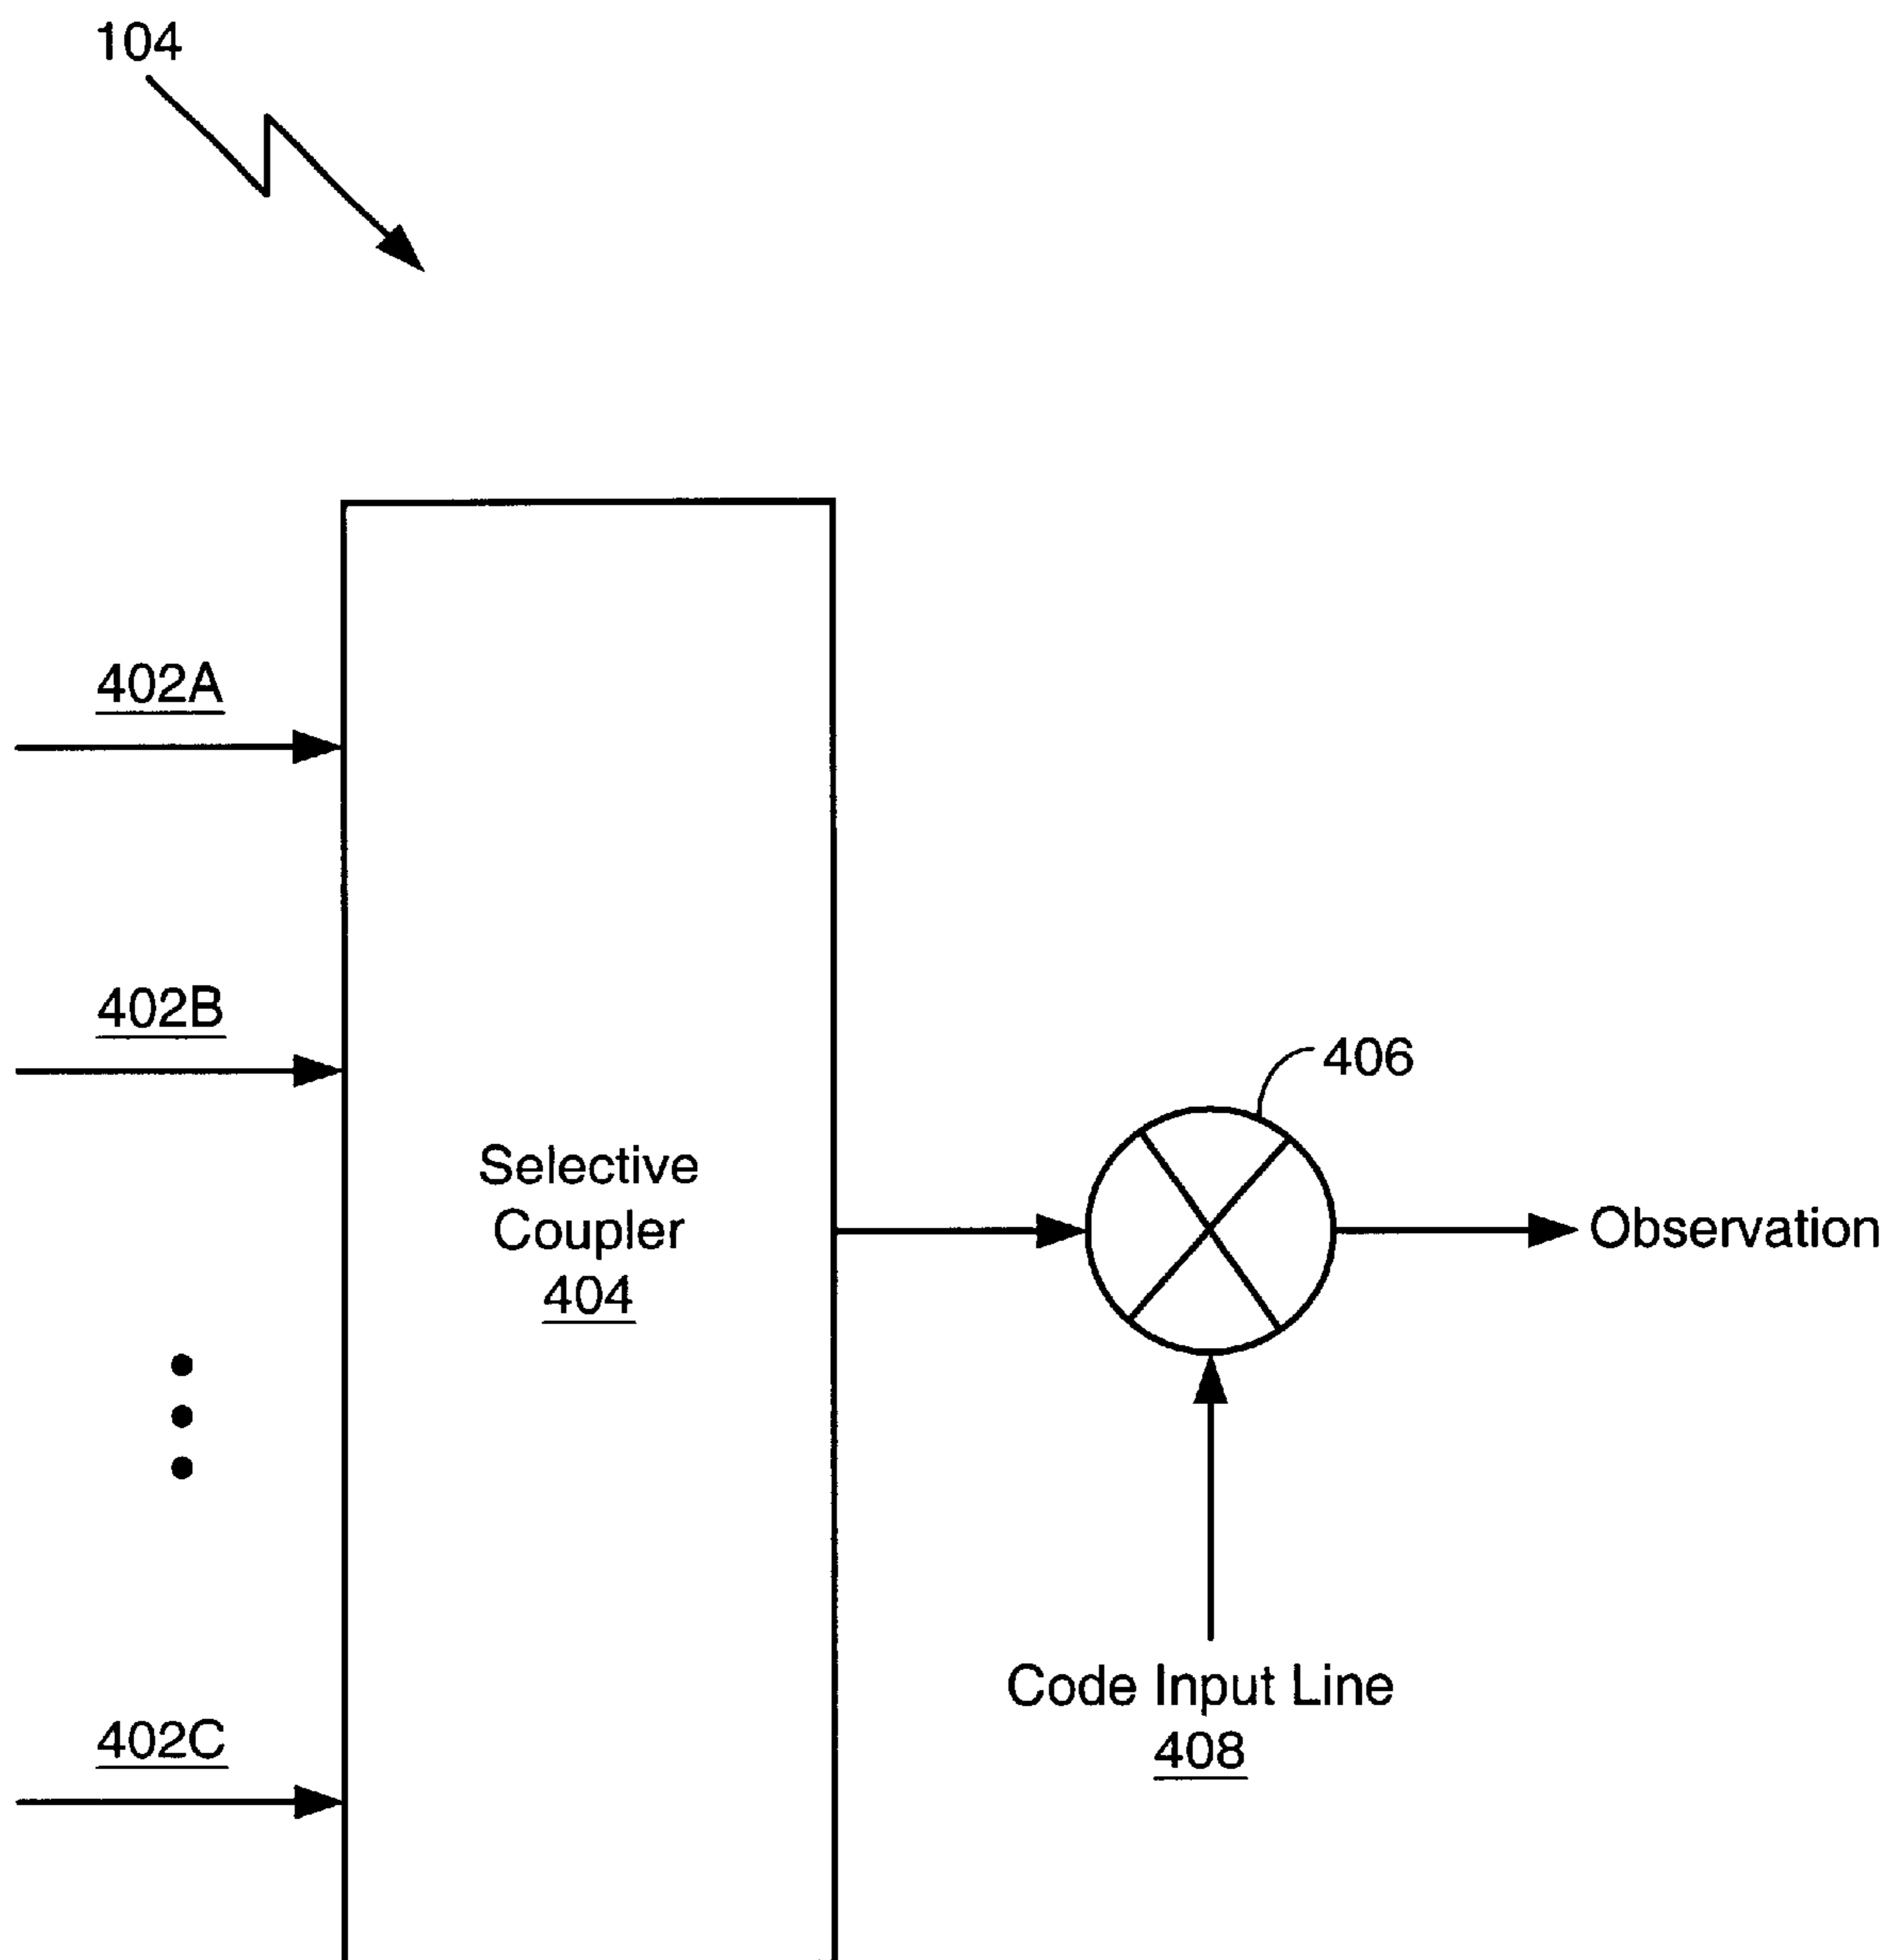 104
402A
402B
406
Selective
Coupler
404
Observation
Code Input Line
408
402C